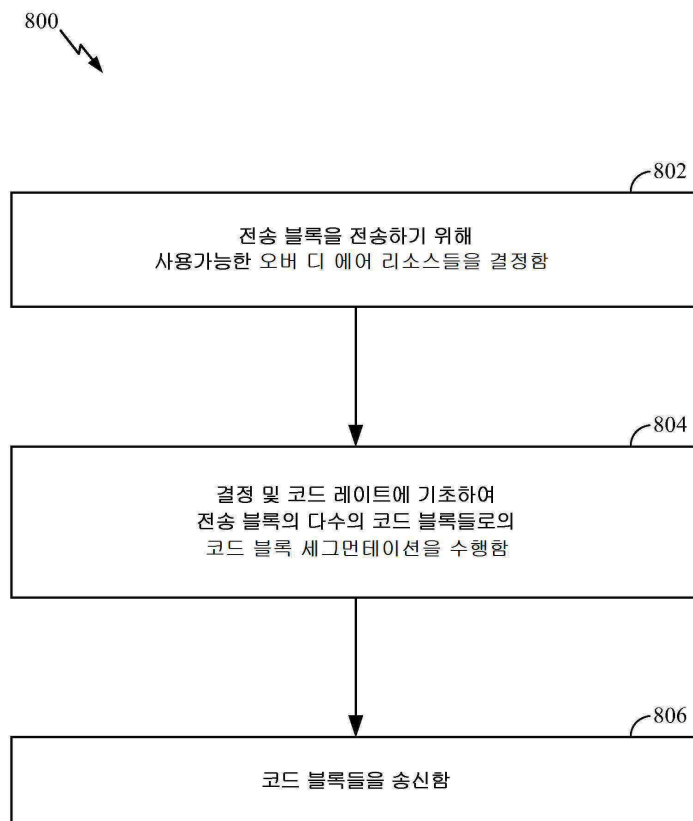 800
802
전송 블록을 전송하기 위해
사용가능한 오버 디 에어 리소스들을 결정함
804
결정 및 코드 레이트에 기초하여
전송 블록의 다수의 코드 블록들로의
코드 블록 세그먼테이션을 수행함
806
코드 블록들을 송신함